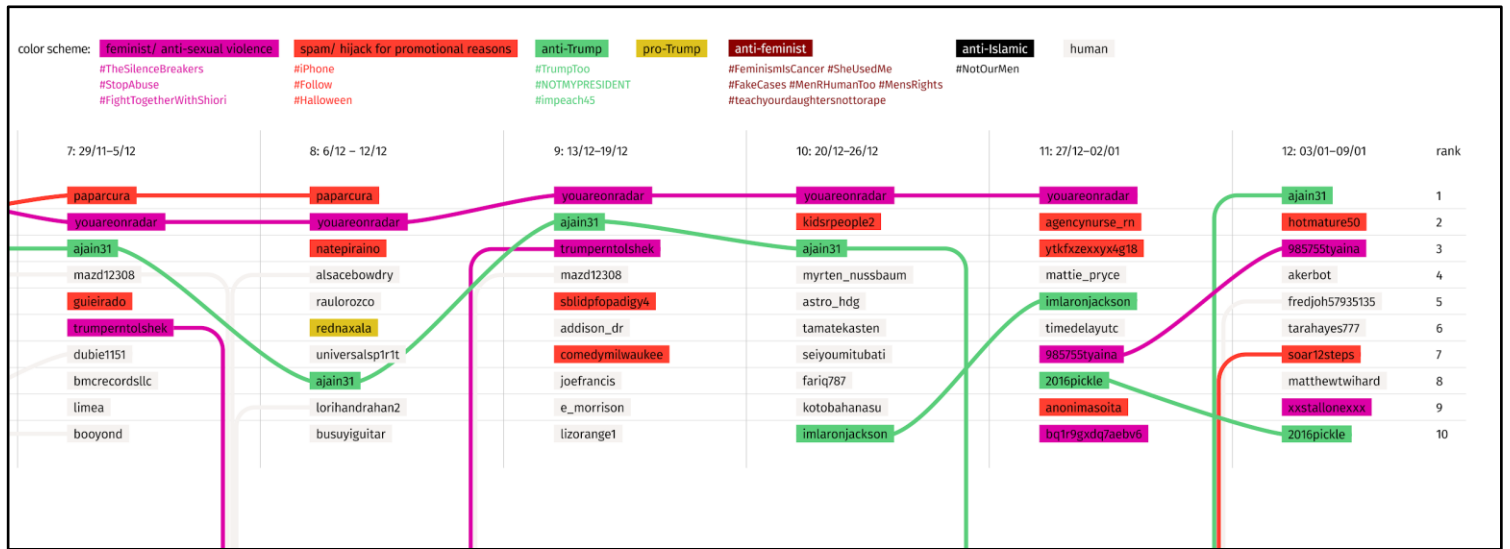 color scheme: feminist/ anti-sexual violence spam/ hijack for promotional reasons anti-Trump pro-Trump anti-feminist anti-Islamic human
#TheSilenceBreakers #iPhone #TrumpToo #FeminismIsCancer #SheUsedMe #NotOurMen
#StopAbuse #Follow #NOTMYPRESIDENT #FakeCases #MenRHumanToo #MensRights
#FightTogetherWithShiori #Halloween #impeach45 #teachyourdaughtersnottorape
7: 29/11–5/12 8: 6/12 – 12/12 9: 13/12–19/12 10: 20/12–26/12 11: 27/12–02/01 12: 03/01–09/01 rank
paparcura paparcura youareonradar youareonradar youareonradar ajain31 1
youareonradar youareonradar ajain31 kidsrpeople2 agencynurse_rn hotmature50 2
ajain31 natepiraino trumperntolshek ajain31 ytkfxzexxyx4g18 985755tyaina 3
mazd12308 alsacebowdry mazd12308 myrten_nussbaum mattie_pryce akerbot 4
guieirado raulorozco sblidpfopadigy4 astro_hdg imlaronjackson fredjoh57935135 5
trumperntolshek rednaxala addison_dr tamatekasten timedelayutc tarahayes777 6
dubie1151 universalsp1r1t comedymilwaukee seiyoumitubati 985755tyaina soar12steps 7
bmcrecordsllc ajain31 joefrancis fariq787 2016pickle matthewtwihard 8
limea lorihandrahan2 e_morrison kotobahanasu anonimasoita xxstallonexxx 9
booyond busuyiguitar lizorange1 imlaronjackson bq1r9gxdq7aebv6 2016pickle 10